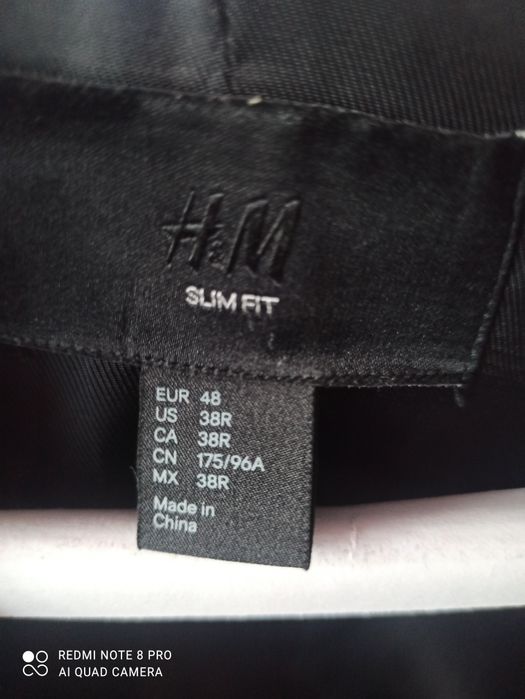 H&M
SLIM FIT
EUR 48
US 38R
CA 38R
CN 175/96A
MX 38R
Made in
China
REDMI NOTE 8 PRO
AI QUAD CAMERA